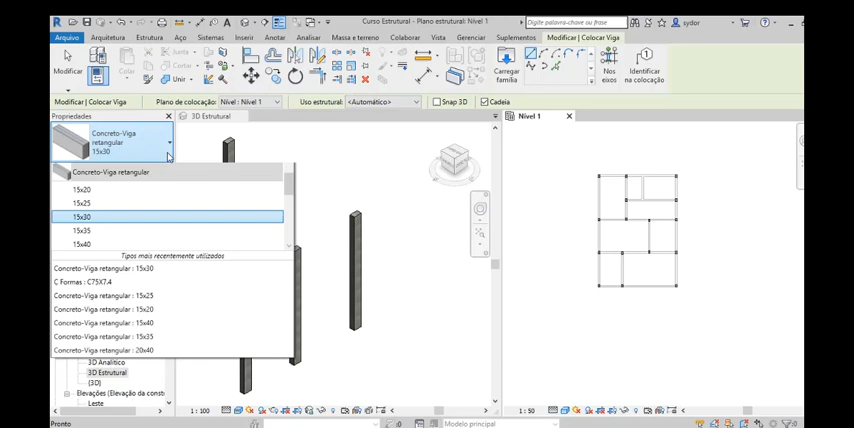 Curso Estrutural - Plano estrutural: Nível 1
Digite palavra-chave ou frase
sydor
Arquivo Arquitetura Estrutura Aço Sistemas Inserir Anotar Analisar Massa e terreno Colaborar Vista Gerenciar Suplementos Modificar | Colocar Viga
Modificar
Colar
Junta
Cortar
Unir
Carregar família
Nos eixos
Identificar na colocação
Modificar | Colocar Viga Plano de colocação: Nível : Nível 1 Uso estrutural: <Automático> Snap 3D Cadeia
Propriedades
3D Estrutural
Nível 1
Concreto-Viga
retangular
15x30
Concreto-Viga retangular
15x20
15x25
15x30
15x35
15x40
Tipos mais recentemente utilizados
Concreto-Viga retangular : 15x30
C Formas : C75X7.4
Concreto-Viga retangular : 15x25
Concreto-Viga retangular : 15x20
Concreto-Viga retangular : 15x40
Concreto-Viga retangular : 15x35
Concreto-Viga retangular : 20x40
3D Analítico
3D Estrutural
{3D}
Elevações (Elevação da constr
Leste
1 : 100
1 : 50
Pronto
:0
Modelo principal
:0